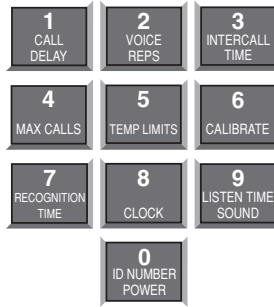 1 2 3
CALL VOICE INTERCALL
DELAY REPS TIME
4 5 6
MAX CALLS TEMP LIMITS CALIBRATE
7 8 9
RECOGNITION LISTEN TIME
TIME CLOCK SOUND
0
ID NUMBER
POWER